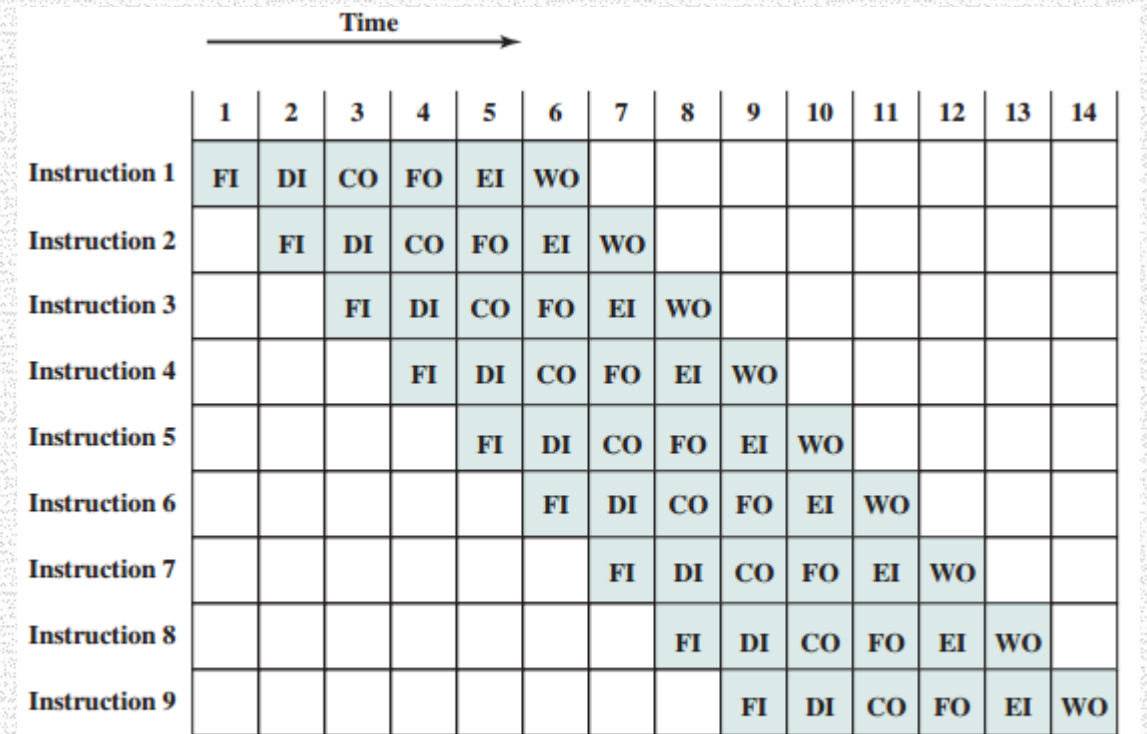 Time
1 2 3 4 5 6 7 8 9 10 11 12 13 14
Instruction 1 FI DI CO FO EI WO
Instruction 2 FI DI CO FO EI WO
Instruction 3 FI DI CO FO EI WO
Instruction 4 FI DI CO FO EI WO
Instruction 5 FI DI CO FO EI WO
Instruction 6 FI DI CO FO EI WO
Instruction 7 FI DI CO FO EI WO
Instruction 8 FI DI CO FO EI WO
Instruction 9 FI DI CO FO EI WO